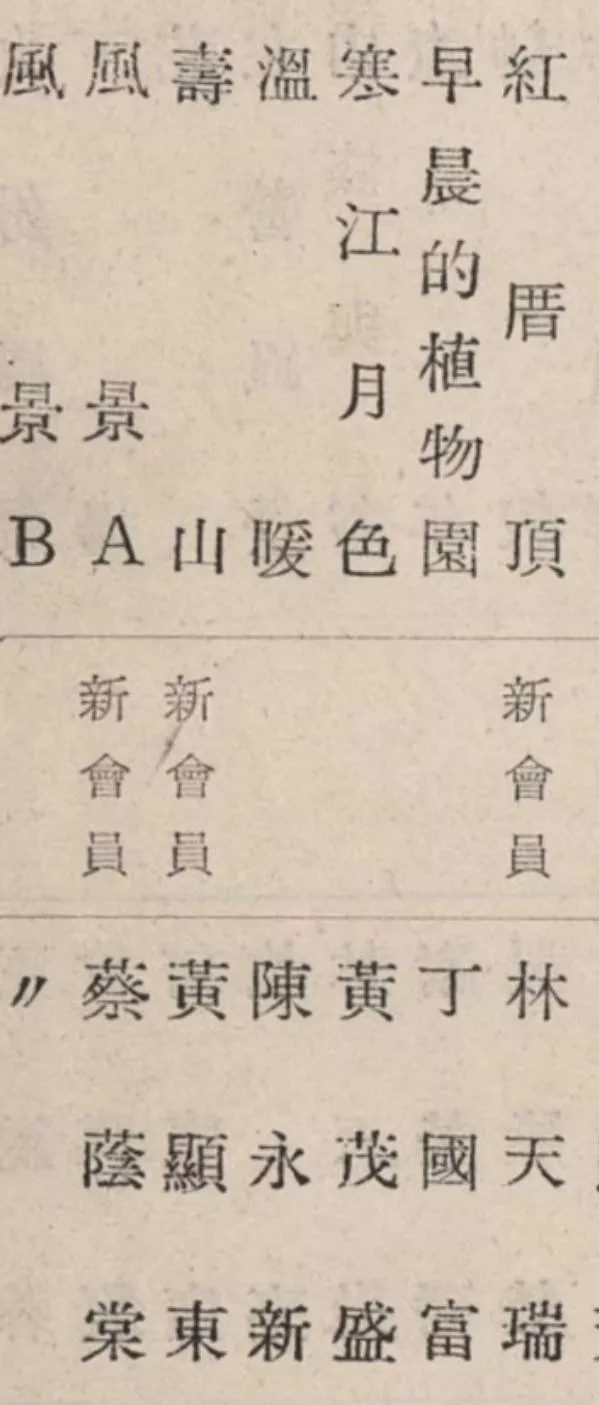 紅厝頂 新會員 林天瑞
早晨的植物園 丁國富
寒江月色 黃茂盛
溫暖 陳永新
壽山 新會員 黃顯東
風景A 新會員 蔡蔭棠
風景B 〃